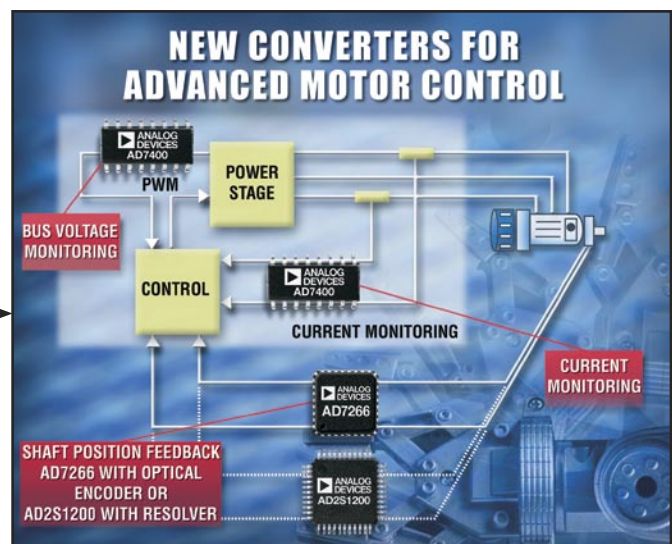 NEW CONVERTERS FOR
ADVANCED MOTOR CONTROL
ANALOG
DEVICES
AD7400
PWM
POWER
STAGE
BUS VOLTAGE
MONITORING
CONTROL
ANALOG
DEVICES
AD7400
CURRENT MONITORING
CURRENT
MONITORING
ANALOG
DEVICES
AD7266
SHAFT POSITION FEEDBACK
AD7266 WITH OPTICAL
ENCODER OR
AD2S1200 WITH RESOLVER
ANALOG
DEVICES
AD2S1200